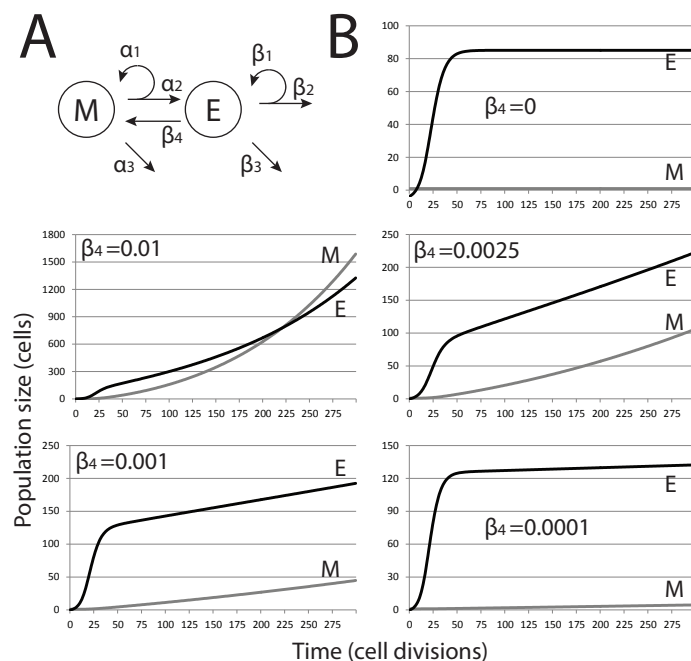 A
α1
α2
M
E
β1
β2
β4
α3
β3
B
100
80
60
40
20
0
E
β4=0
M
0 25 50 75 100 125 150 175 200 225 250 275
Population size (cells)
1800
1500
1200
900
600
300
0
β4=0.01
M
E
0 25 50 75 100 125 150 175 200 225 250 275
250
200
150
100
50
0
β4=0.0025
E
M
0 25 50 75 100 125 150 175 200 225 250 275
250
200
150
100
50
0
β4=0.001
E
M
0 25 50 75 100 125 150 175 200 225 250 275
150
120
90
60
30
0
E
β4=0.0001
M
0 25 50 75 100 125 150 175 200 225 250 275
Time (cell divisions)